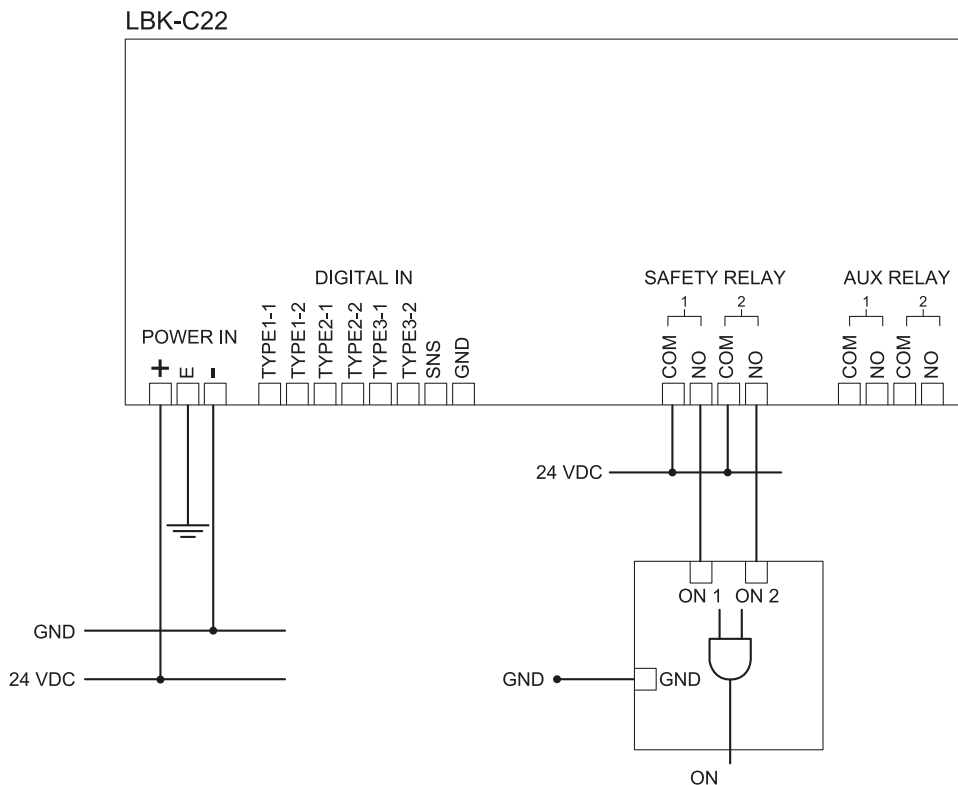 LBK-C22
DIGITAL IN
SAFETY RELAY
AUX RELAY
1 2
1 2
POWER IN
+ E -
TYPE1-1
TYPE1-2
TYPE2-1
TYPE2-2
TYPE3-1
TYPE3-2
SNS
GND
COM
NO
COM
NO
COM
NO
COM
NO
24 VDC
ON 1 ON 2
GND
24 VDC
GND
GND
ON